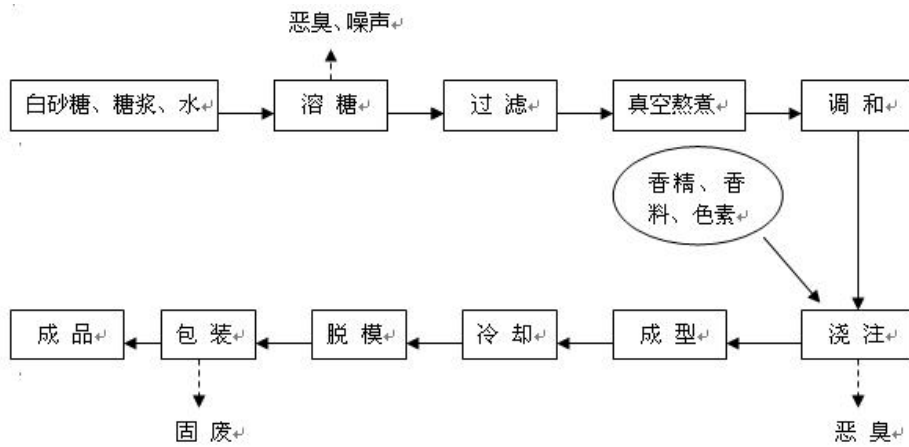 恶臭、噪声
白砂糖、糖浆、水
溶糖
过滤
真空熬煮
调和
香精、香
料、色素
成品
包装
脱模
冷却
成型
浇注
固废
恶臭